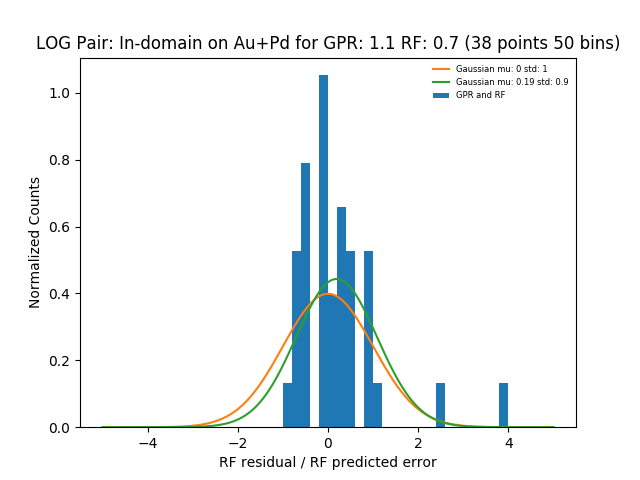 LOG Pair: In-domain on Au+Pd for GPR: 1.1 RF: 0.7 (38 points 50 bins)
Gaussian mu: 0 std: 1
Gaussian mu: 0.19 std: 0.9
GPR and RF
Normalized Counts
1.0
0.8
0.6
0.4
0.2
0.0
−4 −2 0 2 4
RF residual / RF predicted error